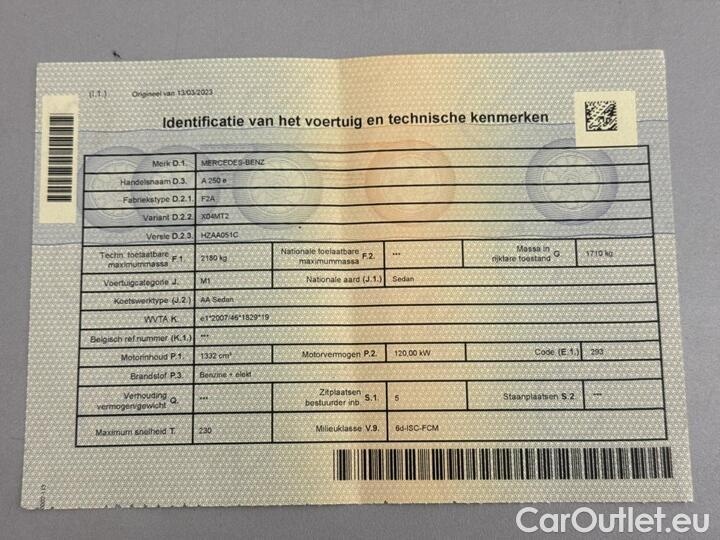 (I.1.) Origineel van 13/03/2023
Identificatie van het voertuig en technische kenmerken
Merk D.1. MERCEDES-BENZ
Handelsnaam D.3. A 250 e
Fabriekstype D.2.1. F2A
Variant D.2.2. X04MT2
Versie D.2.3. HZAA051C
Techn. toelaatbare maximummassa F.1. 2180 kg Nationale toelaatbare maximummassa F.2. *** Massa in rijklare toestand G 1710 kg
Voertuigcategorie J. M1 Nationale aard (J.1.) Sedan
Koetswerktype (J.2.) AA Sedan
WVTA K. e1*2007/46*1829*19
Belgisch ref nummer (K.1.) ***
Motorinhoud P.1. 1332 cm³ Motorvermogen P.2. 120,00 kW Code (E.1.) 293
Brandstof P.3. Benzine + elekt
Verhouding vermogen/gewicht Q. *** Zitplaatsen bestuurder inb. S.1. 5 Staanplaatsen S.2. ***
Maximum snelheid T. 230 Milieuklasse V.9. 6d-ISC-FCM
CarOutlet.eu